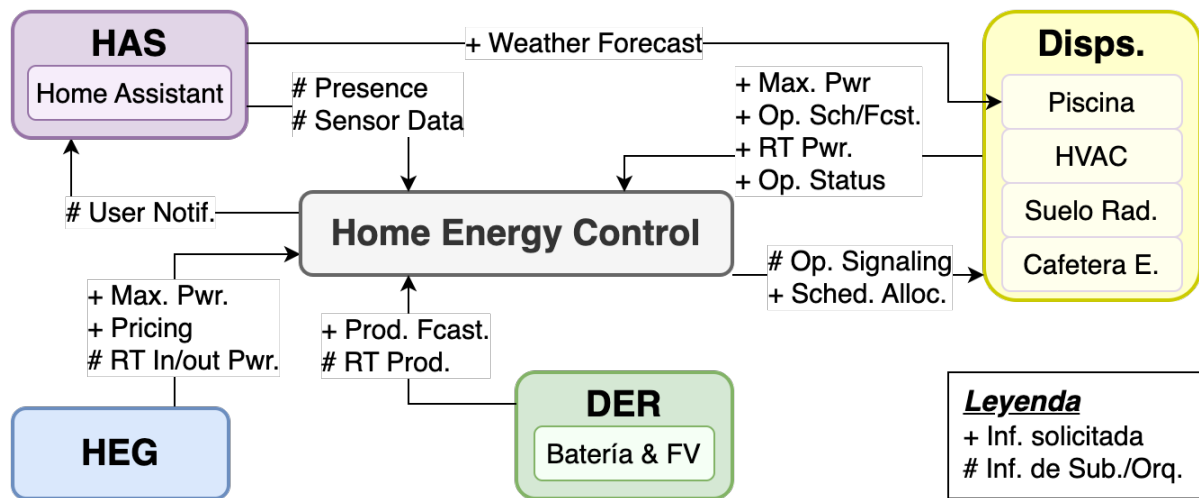 HAS
Home Assistant
+ Weather Forecast
# Presence
# Sensor Data
Disps.
Piscina
HVAC
Suelo Rad.
Cafetera E.
+ Max. Pwr
+ Op. Sch/Fcst.
+ RT Pwr.
+ Op. Status
# User Notif.
Home Energy Control
# Op. Signaling
+ Sched. Alloc.
+ Max. Pwr.
+ Pricing
# RT In/out Pwr.
+ Prod. Fcast.
# RT Prod.
HEG
DER
Batería & FV
Leyenda
+ Inf. solicitada
# Inf. de Sub./Orq.